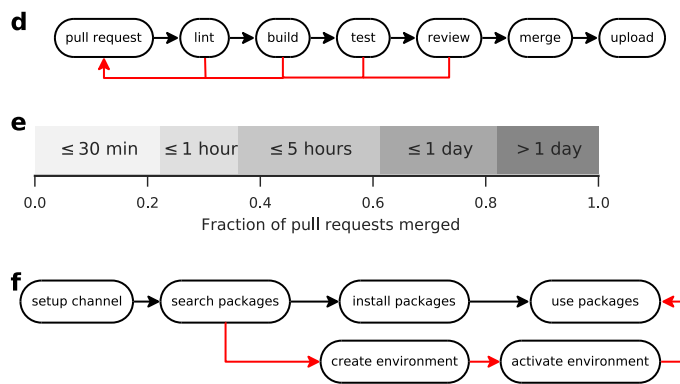 d
pull request lint build test review merge upload
e
≤ 30 min ≤ 1 hour ≤ 5 hours ≤ 1 day > 1 day
0.0 0.2 0.4 0.6 0.8 1.0
Fraction of pull requests merged
f
setup channel search packages install packages use packages
create environment activate environment